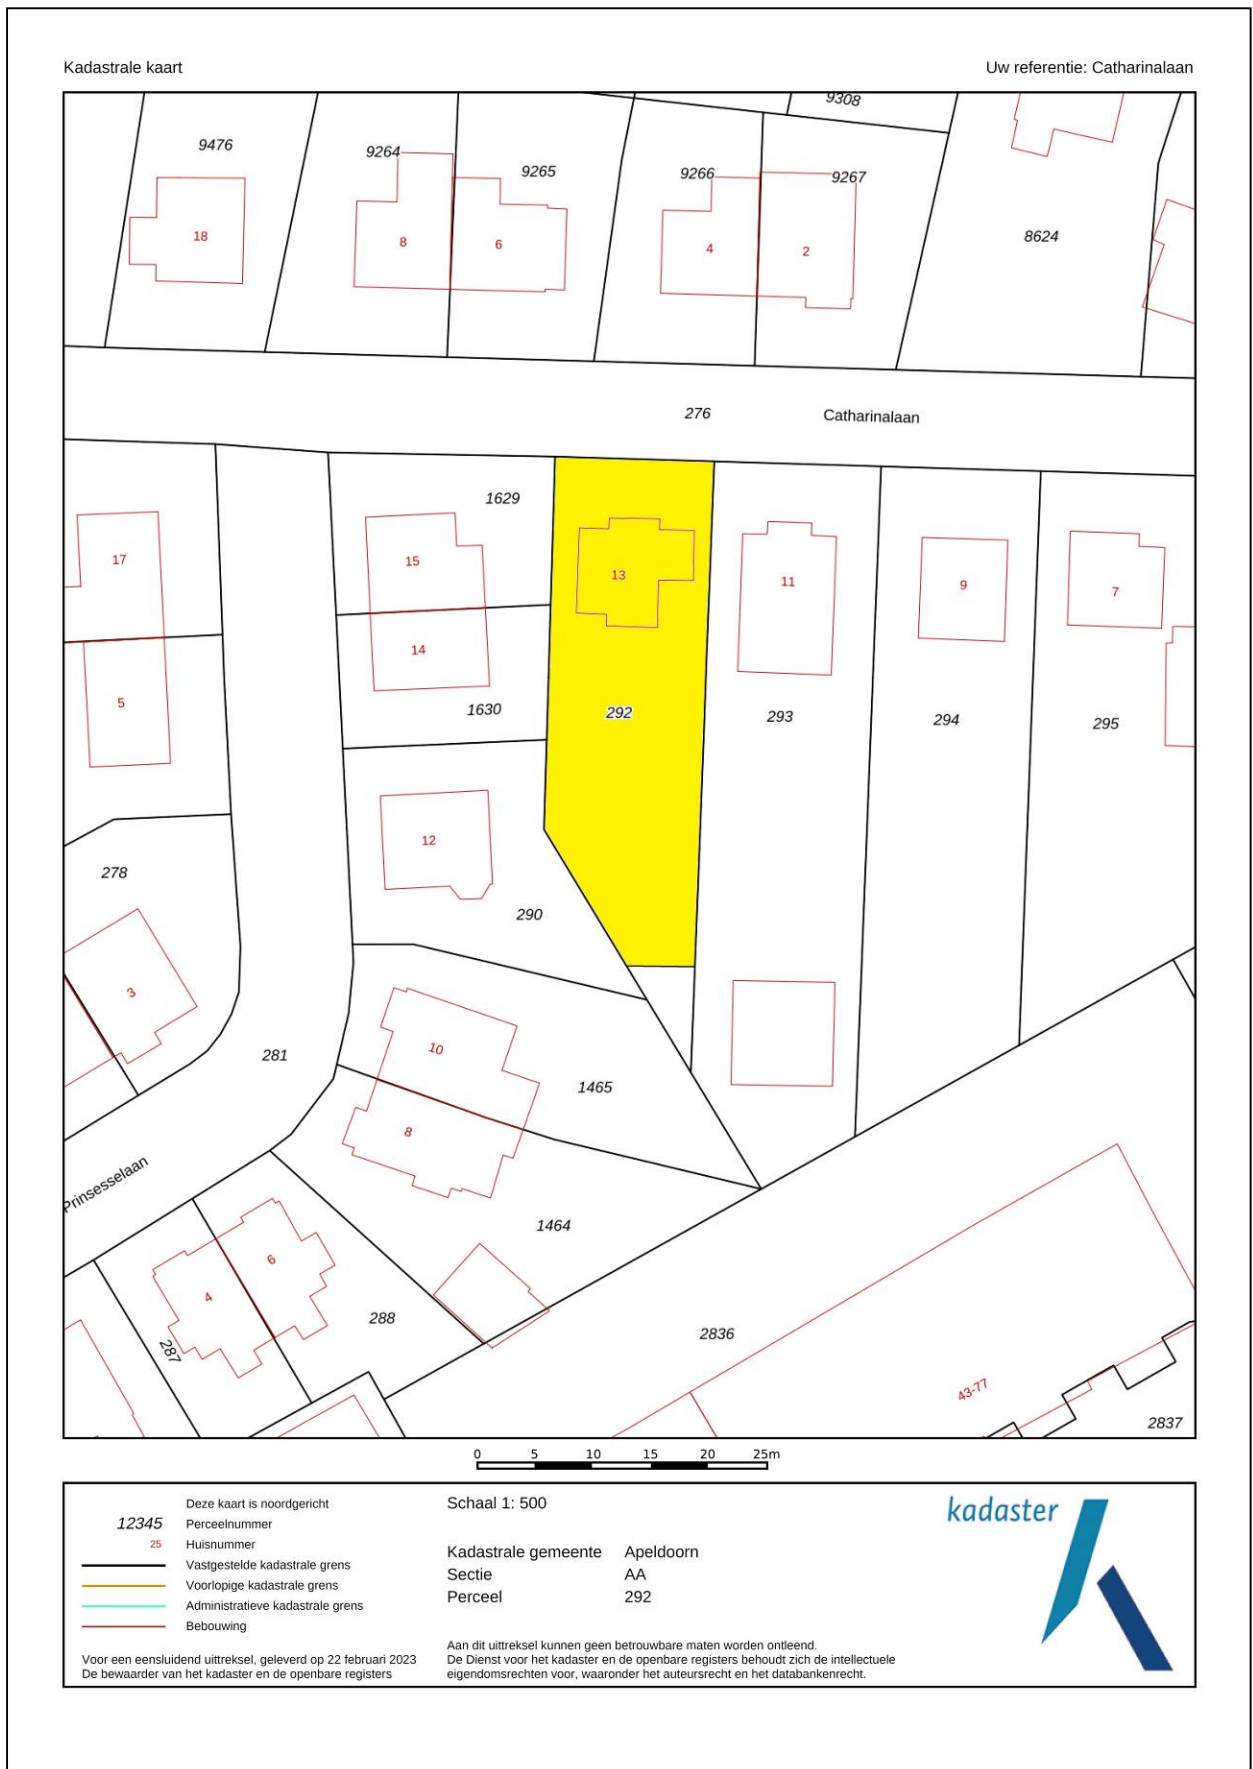 Kadastrale kaart
Uw referentie: Catharinalaan
9308
9476
9264
9265
9266
9267
8624
18
8
6
4
2
276
Catharinalaan
1629
17
15
13
11
9
7
14
5
1630
292
293
294
295
12
278
290
3
10
281
1465
8
Prinsesselaan
1464
6
4
288
287
2836
43-77
2837
0 5 10 15 20 25m
Deze kaart is noordgericht
12345 Perceelnummer
25 Huisnummer
Vastgestelde kadastrale grens
Voorlopige kadastrale grens
Administratieve kadastrale grens
Bebouwing
Voor een eensluidend uittreksel, geleverd op 22 februari 2023
De bewaarder van het kadaster en de openbare registers
Schaal 1: 500
Kadastrale gemeente Apeldoorn
Sectie AA
Perceel 292
Aan dit uittreksel kunnen geen betrouwbare maten worden ontleend.
De Dienst voor het kadaster en de openbare registers behoudt zich de intellectuele
eigendomsrechten voor, waaronder het auteursrecht en het databankenrecht.
kadaster